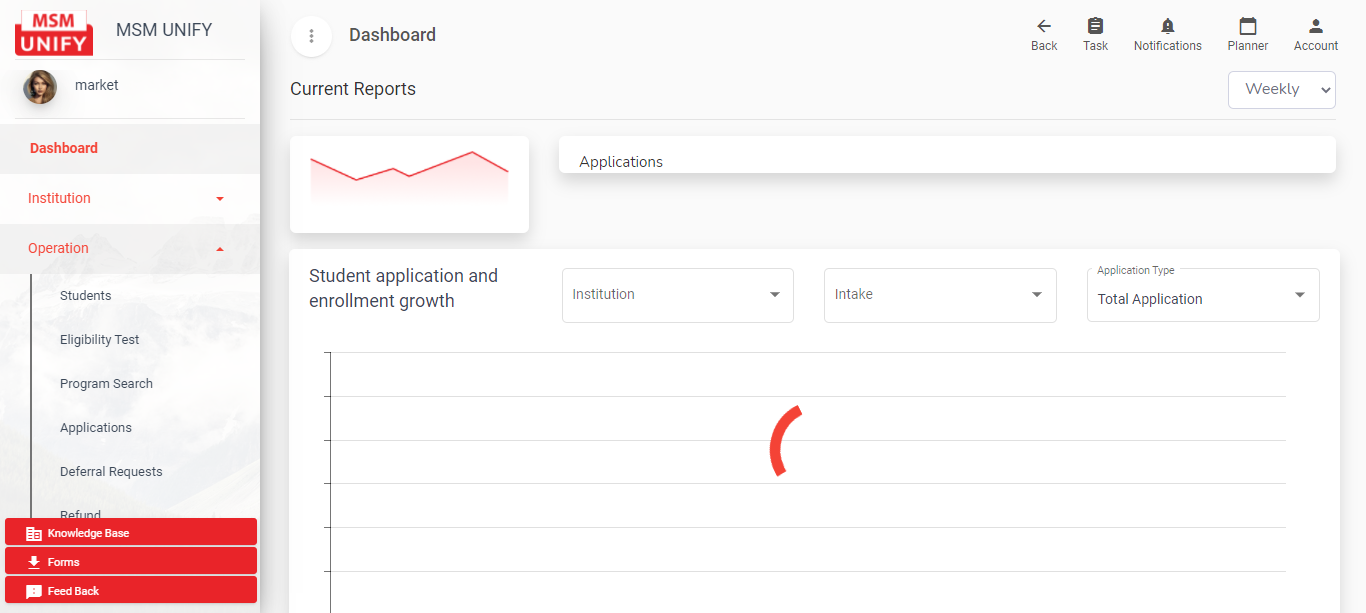 MSM
UNIFY
MSM UNIFY
market
Dashboard
Institution
Operation
Students
Eligibility Test
Program Search
Applications
Deferral Requests
Refund
Knowledge Base
Forms
Feed Back
Dashboard
Back
Task
Notifications
Planner
Account
Current Reports
Weekly
Applications
Student application and
enrollment growth
Institution
Intake
Application Type
Total Application